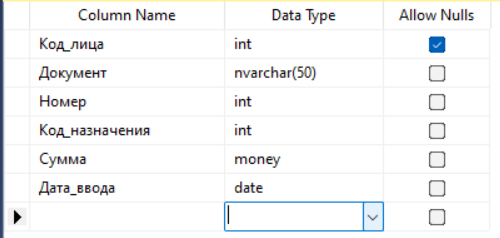 Column Name Data Type Allow Nulls
Код_лица int
Документ nvarchar(50)
Номер int
Код_назначения int
Сумма money
Дата_ввода date